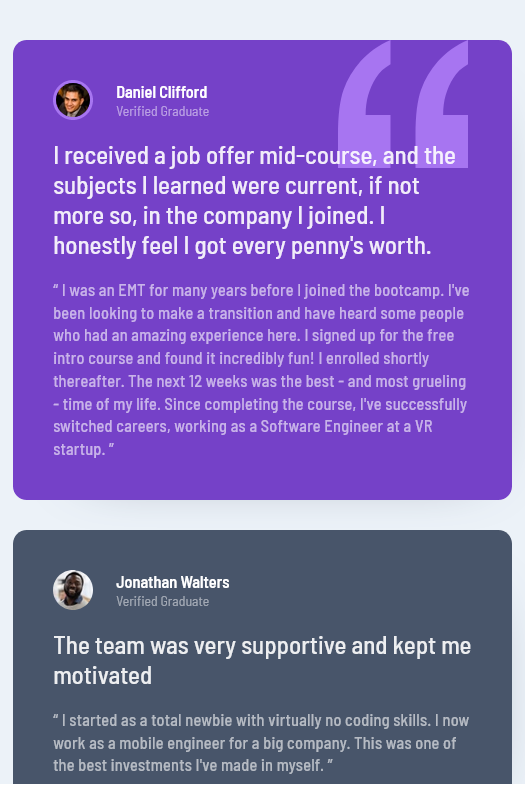 Daniel Clifford
Verified Graduate
I received a job offer mid-course, and the
subjects I learned were current, if not
more so, in the company I joined. I
honestly feel I got every penny's worth.
“ I was an EMT for many years before I joined the bootcamp. I've
been looking to make a transition and have heard some people
who had an amazing experience here. I signed up for the free
intro course and found it incredibly fun! I enrolled shortly
thereafter. The next 12 weeks was the best - and most grueling
- time of my life. Since completing the course, I've successfully
switched careers, working as a Software Engineer at a VR
startup. ”
Jonathan Walters
Verified Graduate
The team was very supportive and kept me
motivated
“ I started as a total newbie with virtually no coding skills. I now
work as a mobile engineer for a big company. This was one of
the best investments I've made in myself. ”